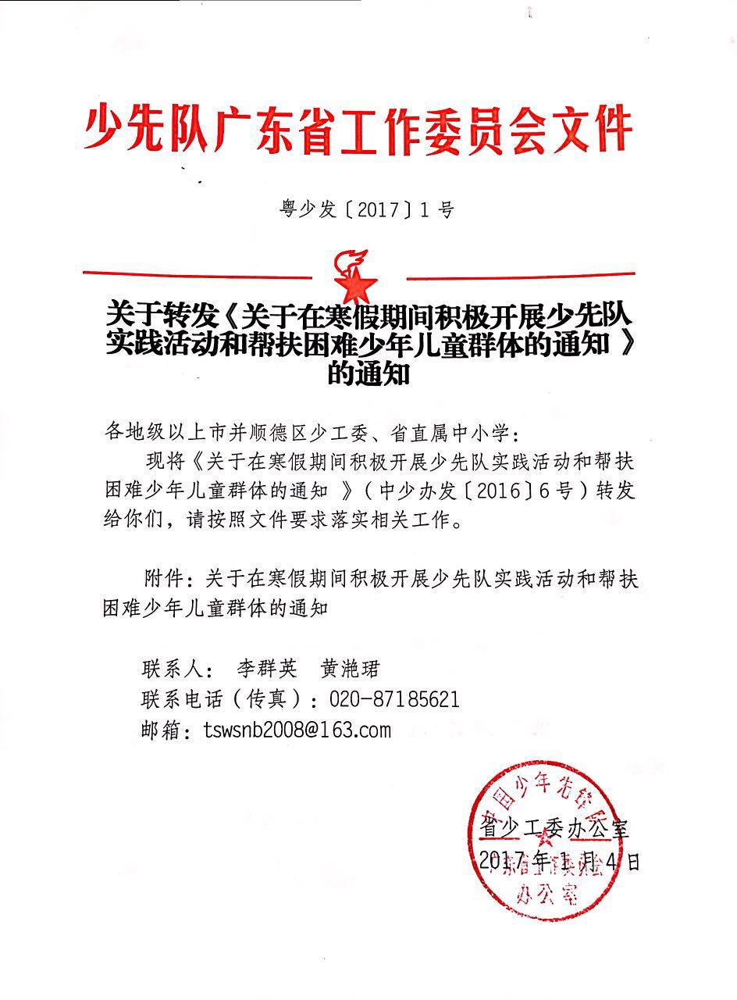 少先队广东省工作委员会文件
粤少发〔2017〕1号
关于转发《关于在寒假期间积极开展少先队
实践活动和帮扶困难少年儿童群体的通知 》
的通知
各地级以上市并顺德区少工委、省直属中小学：
现将《关于在寒假期间积极开展少先队实践活动和帮扶
困难少年儿童群体的通知 》（中少办发〔2016〕6号）转发
给你们，请按照文件要求落实相关工作。
附件：关于在寒假期间积极开展少先队实践活动和帮扶
困难少年儿童群体的通知
联系人： 李群英 黄滟珺
联系电话（传真）：020-87185621
邮箱：tswsnb2008@163.com
中国少年先锋队
省少工委办公室
2017年1月4日
广东省工作委员会
办公室